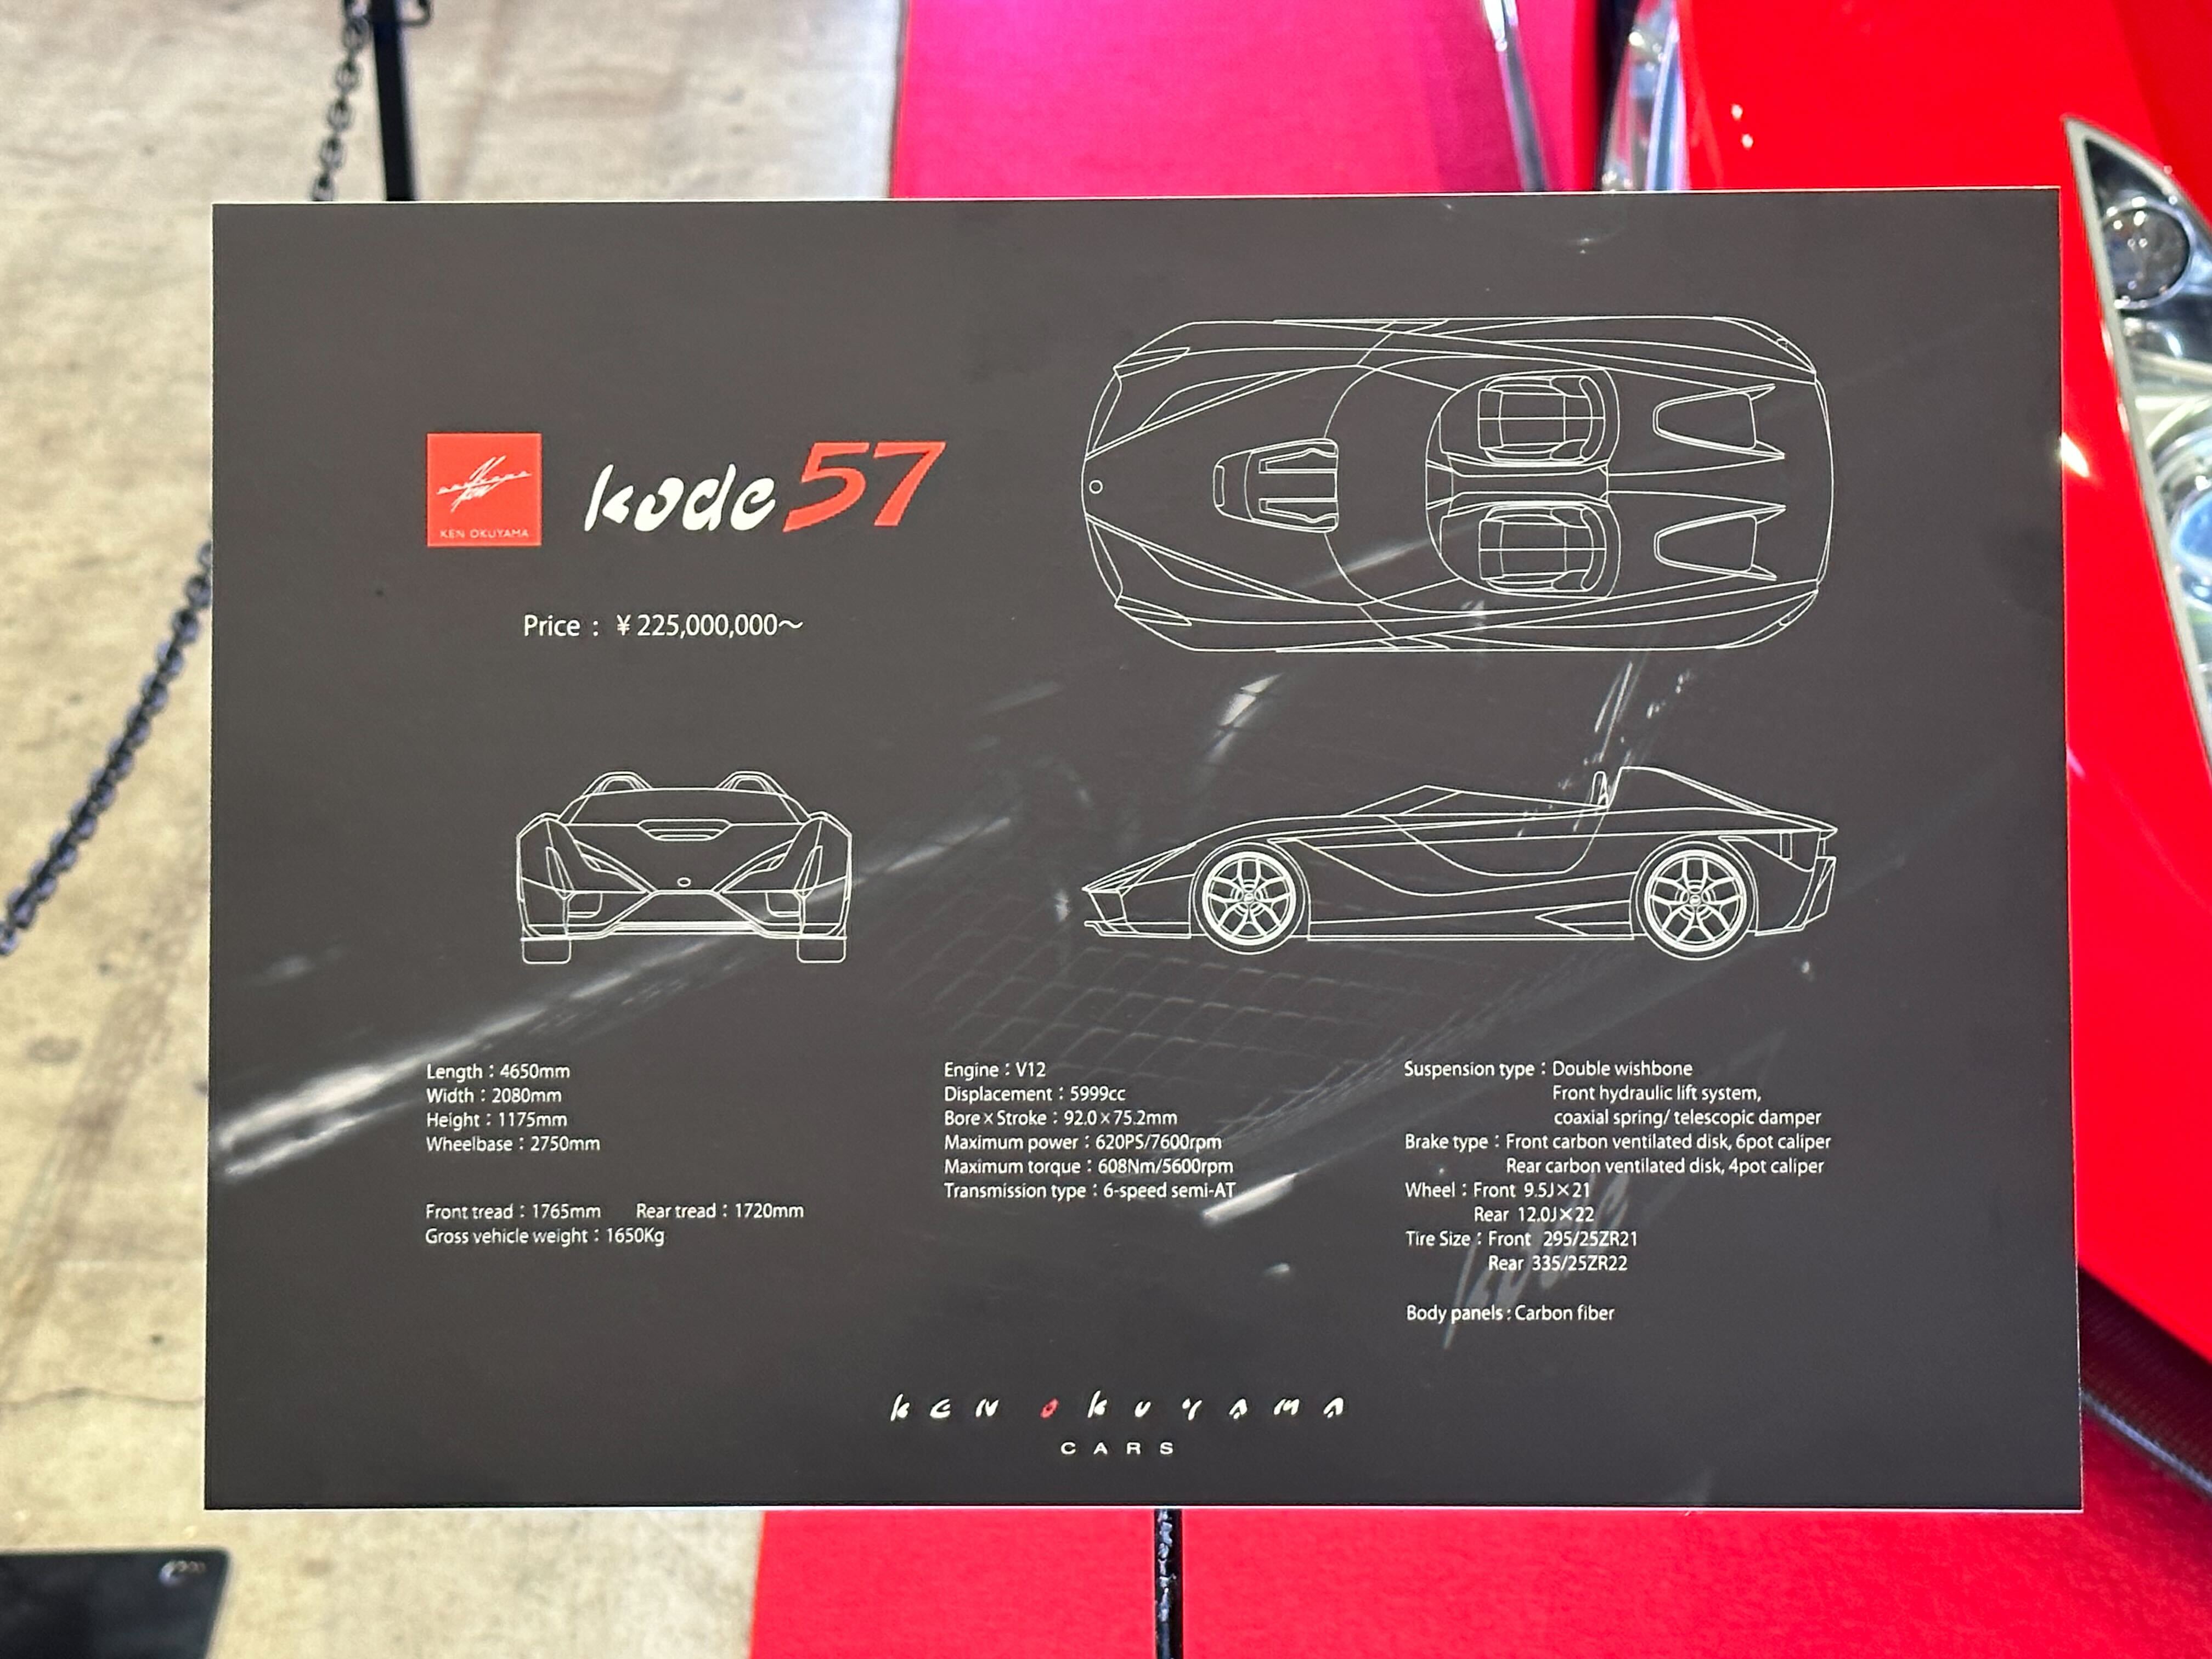 KEN OKUYAMA
kode57
Price : ¥225,000,000～
Length：4650mm
Width：2080mm
Height：1175mm
Wheelbase：2750mm
Front tread：1765mm Rear tread：1720mm
Gross vehicle weight：1650Kg
Engine：V12
Displacement：5999cc
Bore×Stroke：92.0×75.2mm
Maximum power：620PS/7600rpm
Maximum torque：608Nm/5600rpm
Transmission type：6-speed semi-AT
Suspension type：Double wishbone
Front hydraulic lift system,
coaxial spring/ telescopic damper
Brake type：Front carbon ventilated disk, 6pot caliper
Rear carbon ventilated disk, 4pot caliper
Wheel：Front 9.5J×21
Rear 12.0J×22
Tire Size：Front 295/25ZR21
Rear 335/25ZR22
Body panels : Carbon fiber
KEN OKUYAMA
CARS